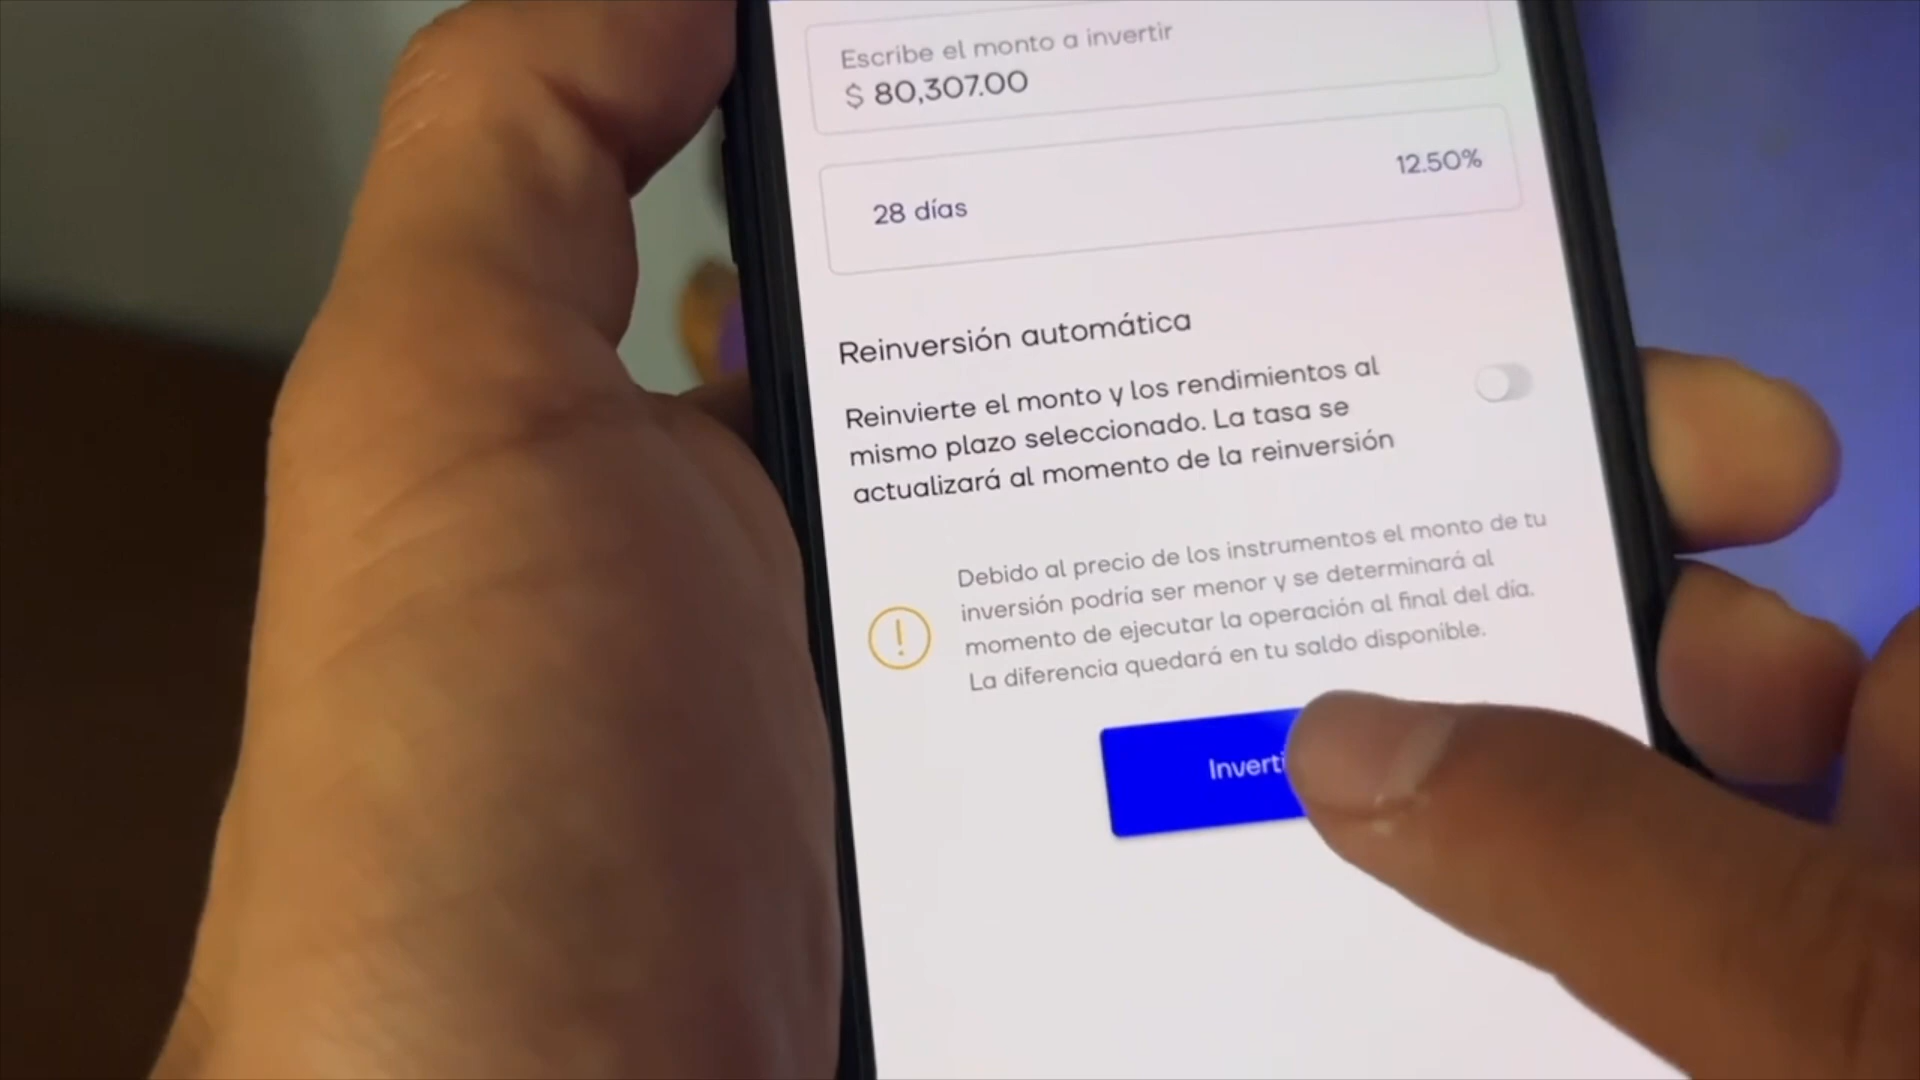 Escribe el monto a invertir
$ 80,307.00
12.50%
28 días
Reinversión automática
Reinvierte el monto y los rendimientos al
mismo plazo seleccionado. La tasa se
actualizará al momento de la reinversión
Debido al precio de los instrumentos el monto de tu
inversión podría ser menor y se determinará al
momento de ejecutar la operación al final del día.
La diferencia quedará en tu saldo disponible.
Inverti